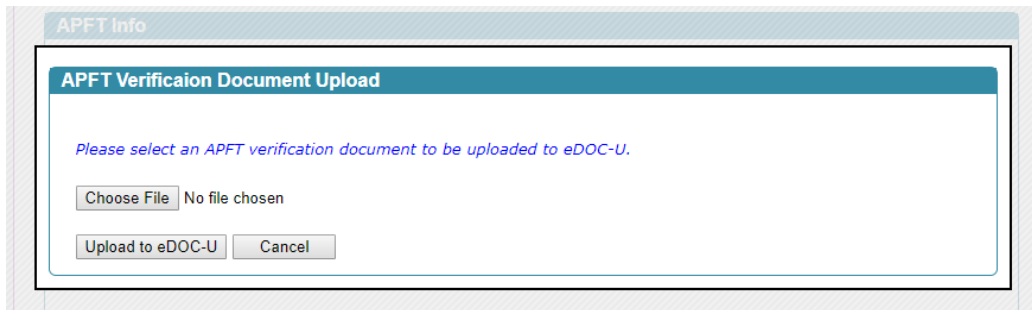 APFT Info
APFT Verificaion Document Upload
Please select an APFT verification document to be uploaded to eDOC-U.
Choose File No file chosen
Upload to eDOC-U Cancel